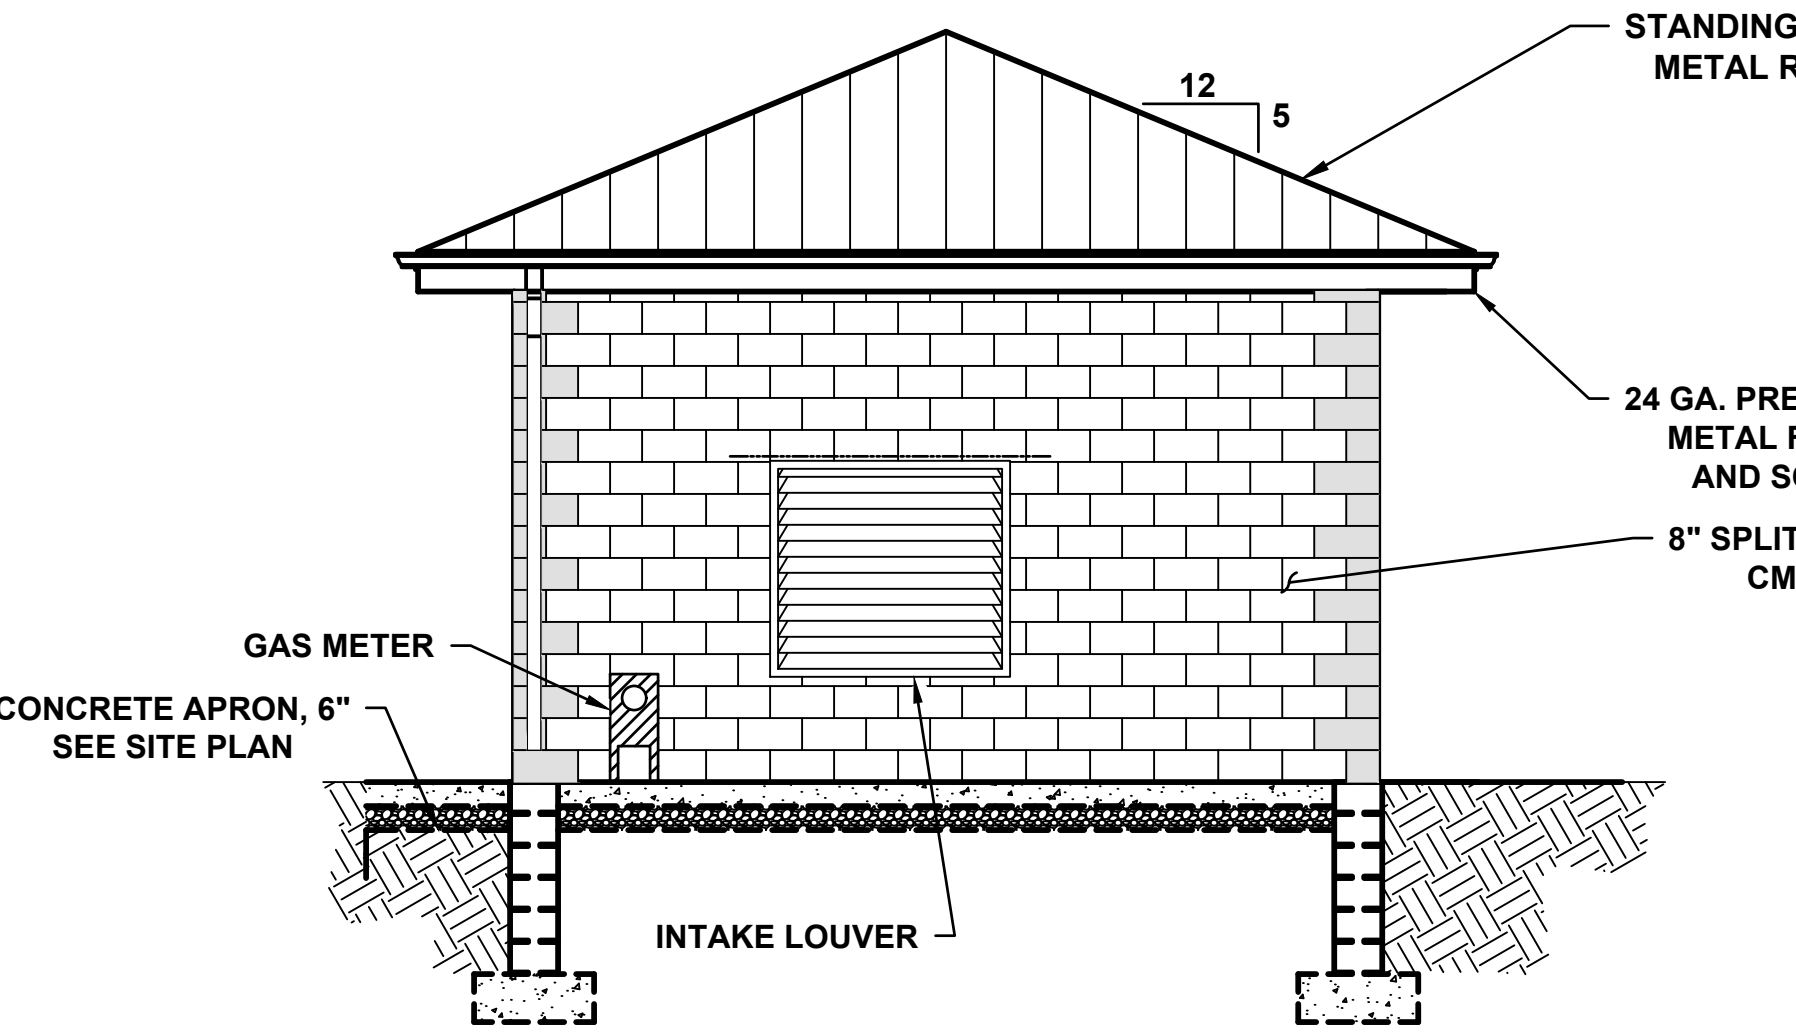 STANDING
METAL R
12
5
24 GA. PRE
METAL F
AND SO
8" SPLIT
CM
GAS METER
CONCRETE APRON, 6"
SEE SITE PLAN
INTAKE LOUVER